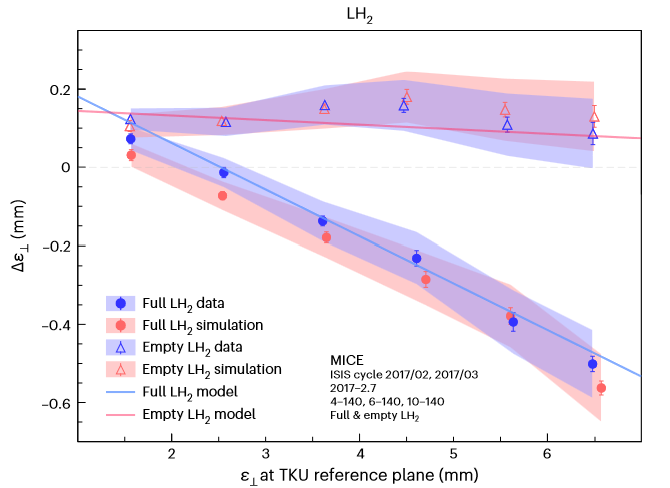 LH₂
Δε⊥ (mm)
0.2
0
−0.2
−0.4
−0.6
Full LH₂ data
Full LH₂ simulation
Empty LH₂ data
Empty LH₂ simulation
Full LH₂ model
Empty LH₂ model
MICE
ISIS cycle 2017/02, 2017/03
2017–2.7
4–140, 6–140, 10–140
Full & empty LH₂
2 3 4 5 6
ε⊥ at TKU reference plane (mm)